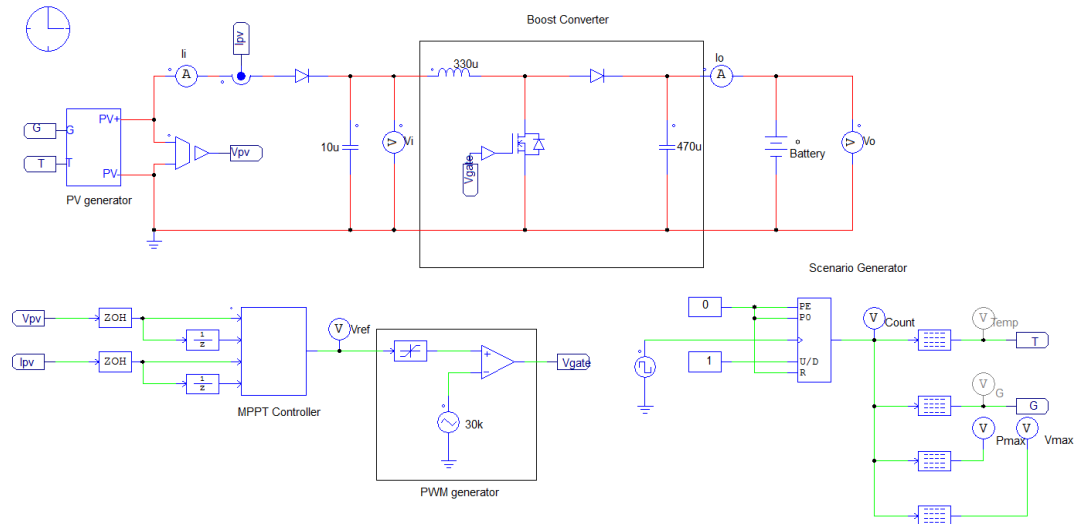 Boost Converter
Ipv
Ii
A
330u
Io
A
G
G
PV+
T
T
PV-
PV generator
Vpv
10u
V
Vi
Vgate
470u
Battery
V
Vo
Scenario Generator
Vpv
ZOH
1
z
Ipv
ZOH
1
z
MPPT Controller
V
Vref
+
−
Vgate
30k
PWM generator
0
1
PE
P0
U/D
R
V
Count
V
Temp
T
V
G
G
V
Pmax
V
Vmax